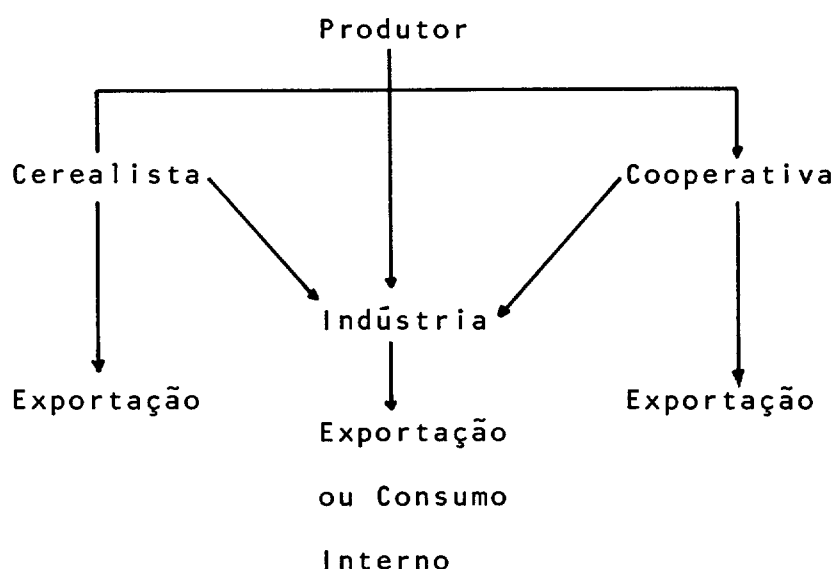 Produtor
Cerealista
Cooperativa
Indústria
Exportação
Exportação
Exportação
ou Consumo
Interno